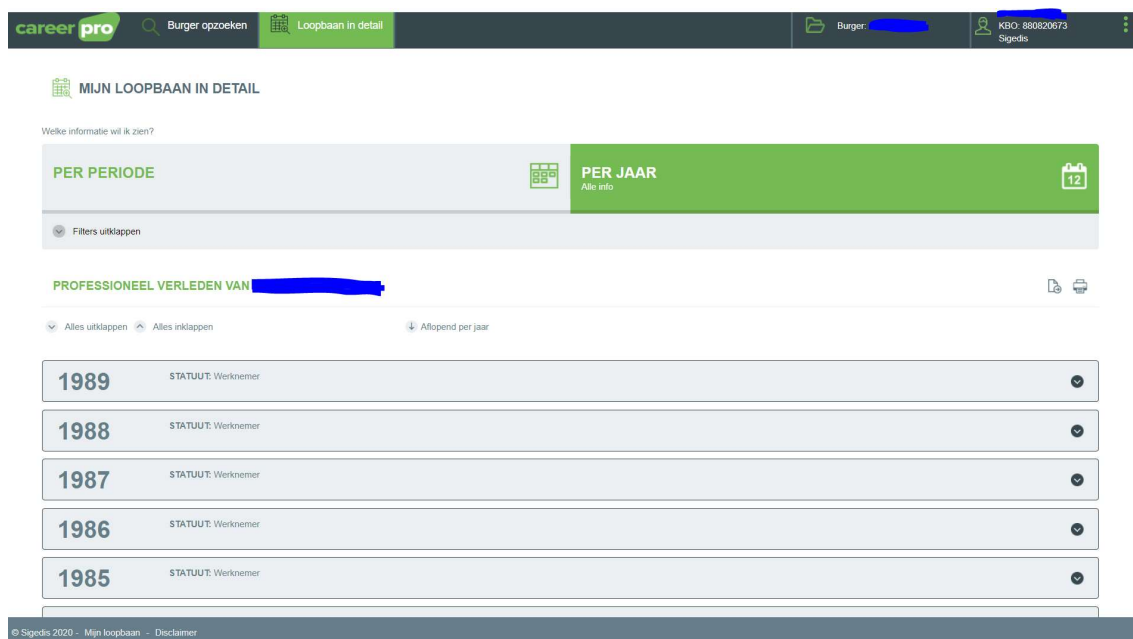 career pro Burger opzoeken Loopbaan in detail Burger: KBO: 880820673
Sigedis
MIJN LOOPBAAN IN DETAIL
Welke informatie wil ik zien?
PER PERIODE PER JAAR
Alle info
12
Filters uitklappen
PROFESSIONEEL VERLEDEN VAN
Alles uitklappen Alles inklappen Aflopend per jaar
1989 STATUUT: Werknemer
1988 STATUUT: Werknemer
1987 STATUUT: Werknemer
1986 STATUUT: Werknemer
1985 STATUUT: Werknemer
© Sigedis 2020 - Mijn loopbaan - Disclaimer